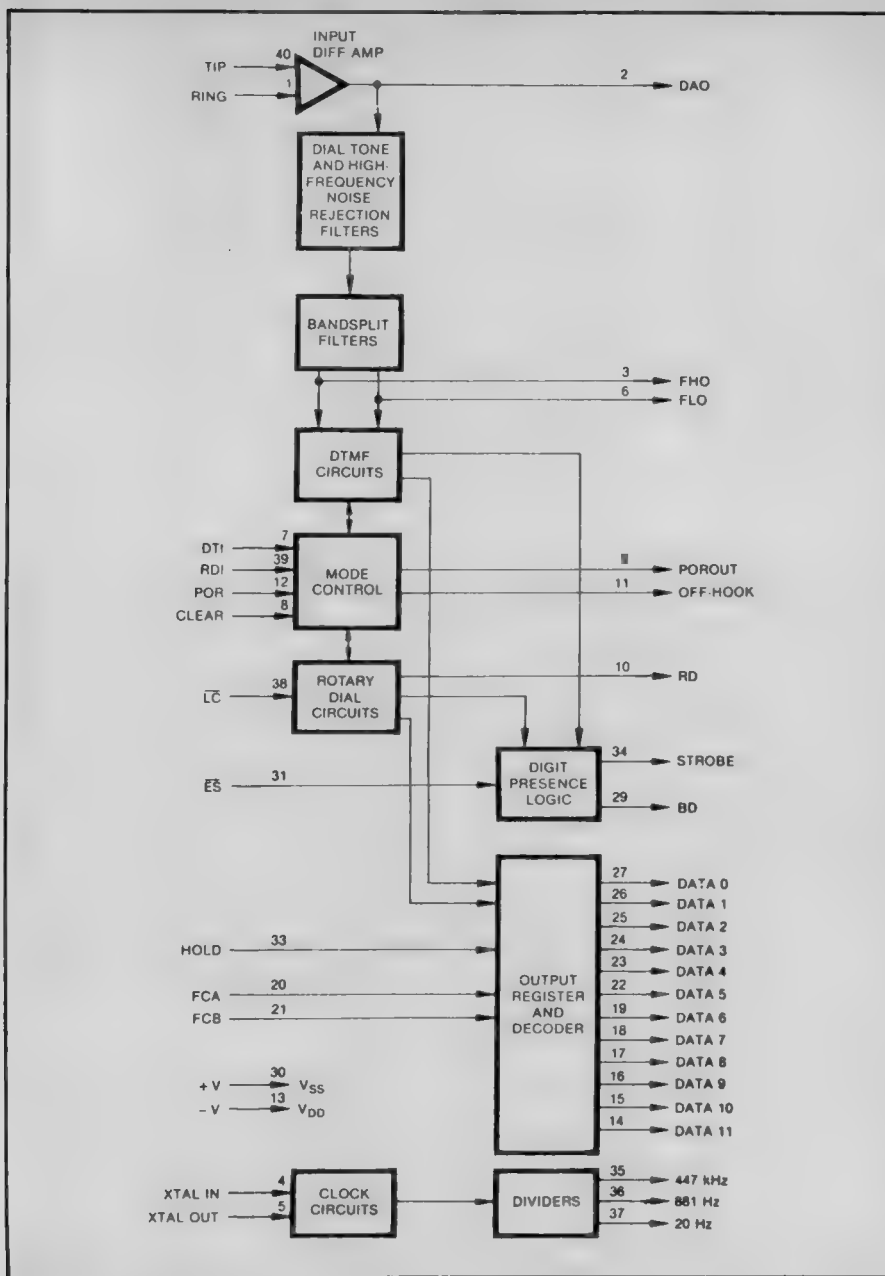 INPUT
DIFF AMP
40
TIP
1
RING
2
DAO
DIAL TONE
AND HIGH-
FREQUENCY
NOISE
REJECTION
FILTERS
BANDSPLIT
FILTERS
3
FHO
6
FLO
DTMF
CIRCUITS
DTI
7
RDI
39
POR
12
CLEAR
8
MODE
CONTROL
POROUT
11
OFF-HOOK
LC
38
ROTARY
DIAL
CIRCUITS
10
RD
ES
31
DIGIT
PRESENCE
LOGIC
34
STROBE
29
BD
HOLD
33
FCA
20
FCB
21
OUTPUT
REGISTER
AND
DECODER
27
DATA 0
26
DATA 1
25
DATA 2
24
DATA 3
23
DATA 4
22
DATA 5
19
DATA 6
18
DATA 7
17
DATA 8
16
DATA 9
15
DATA 10
14
DATA 11
+ V
30
VSS
– V
13
VDD
XTAL IN
4
XTAL OUT
5
CLOCK
CIRCUITS
DIVIDERS
35
447 kHz
36
881 Hz
37
20 Hz